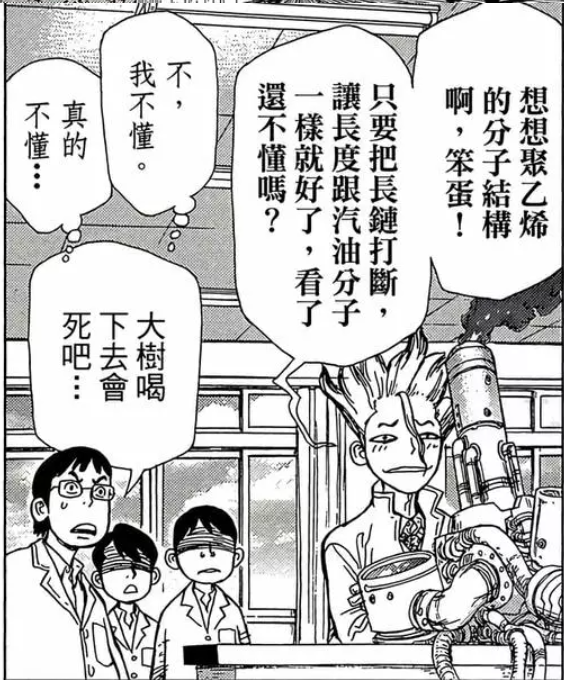 想想聚乙烯
的分子結構
啊，笨蛋！
只要把長鏈打斷，
讓長度跟汽油分子
一樣就好了，看了
還不懂嗎？
不，
我不懂。
真的
不懂…
大樹喝
下去會
死吧…